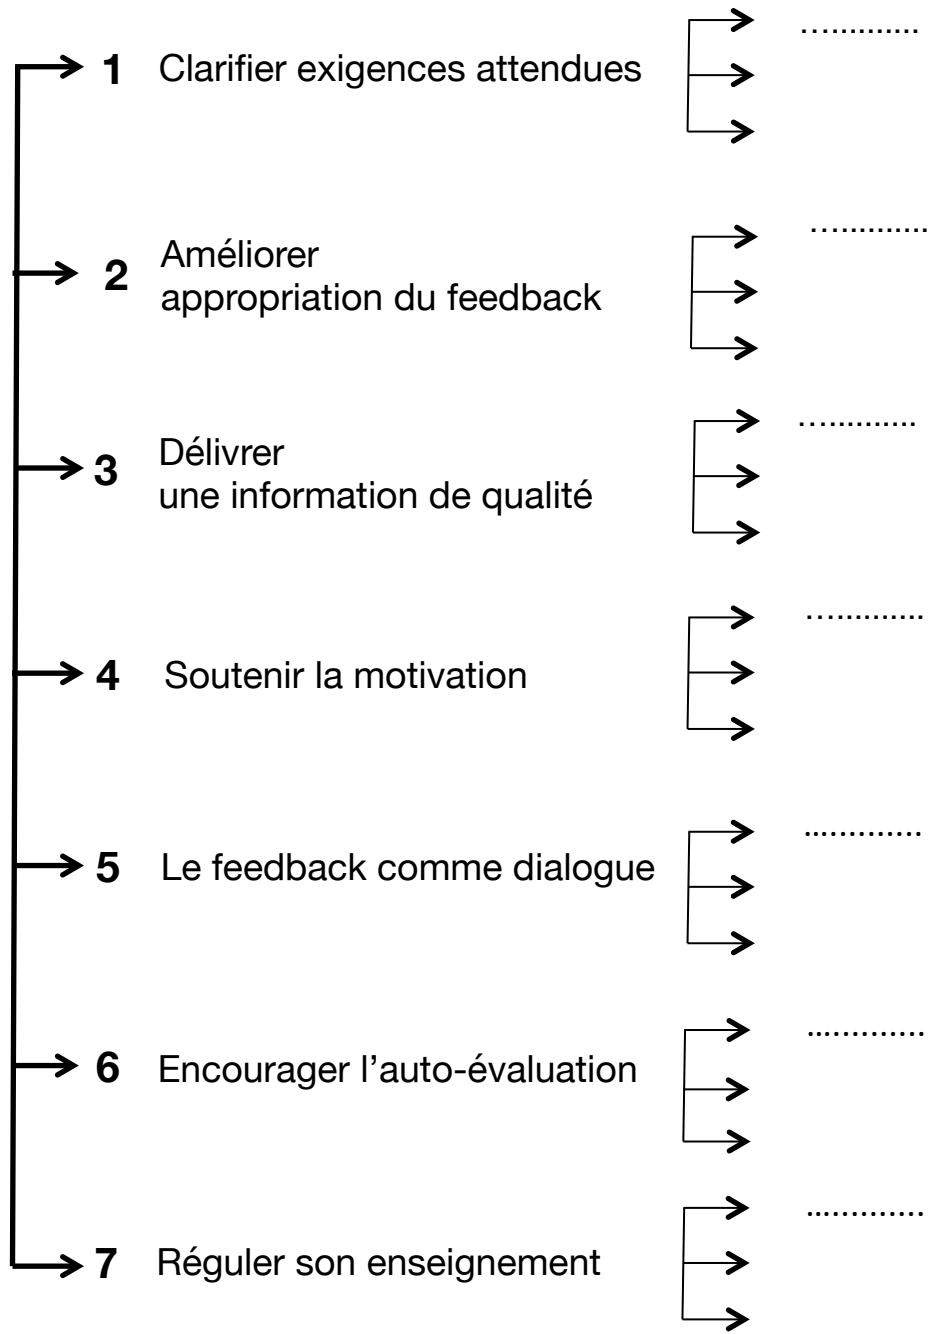 ............
1 Clarifier exigences attendues
............
2 Améliorer
appropriation du feedback
............
3 Délivrer
une information de qualité
............
4 Soutenir la motivation
............
5 Le feedback comme dialogue
............
6 Encourager l’auto-évaluation
............
7 Réguler son enseignement